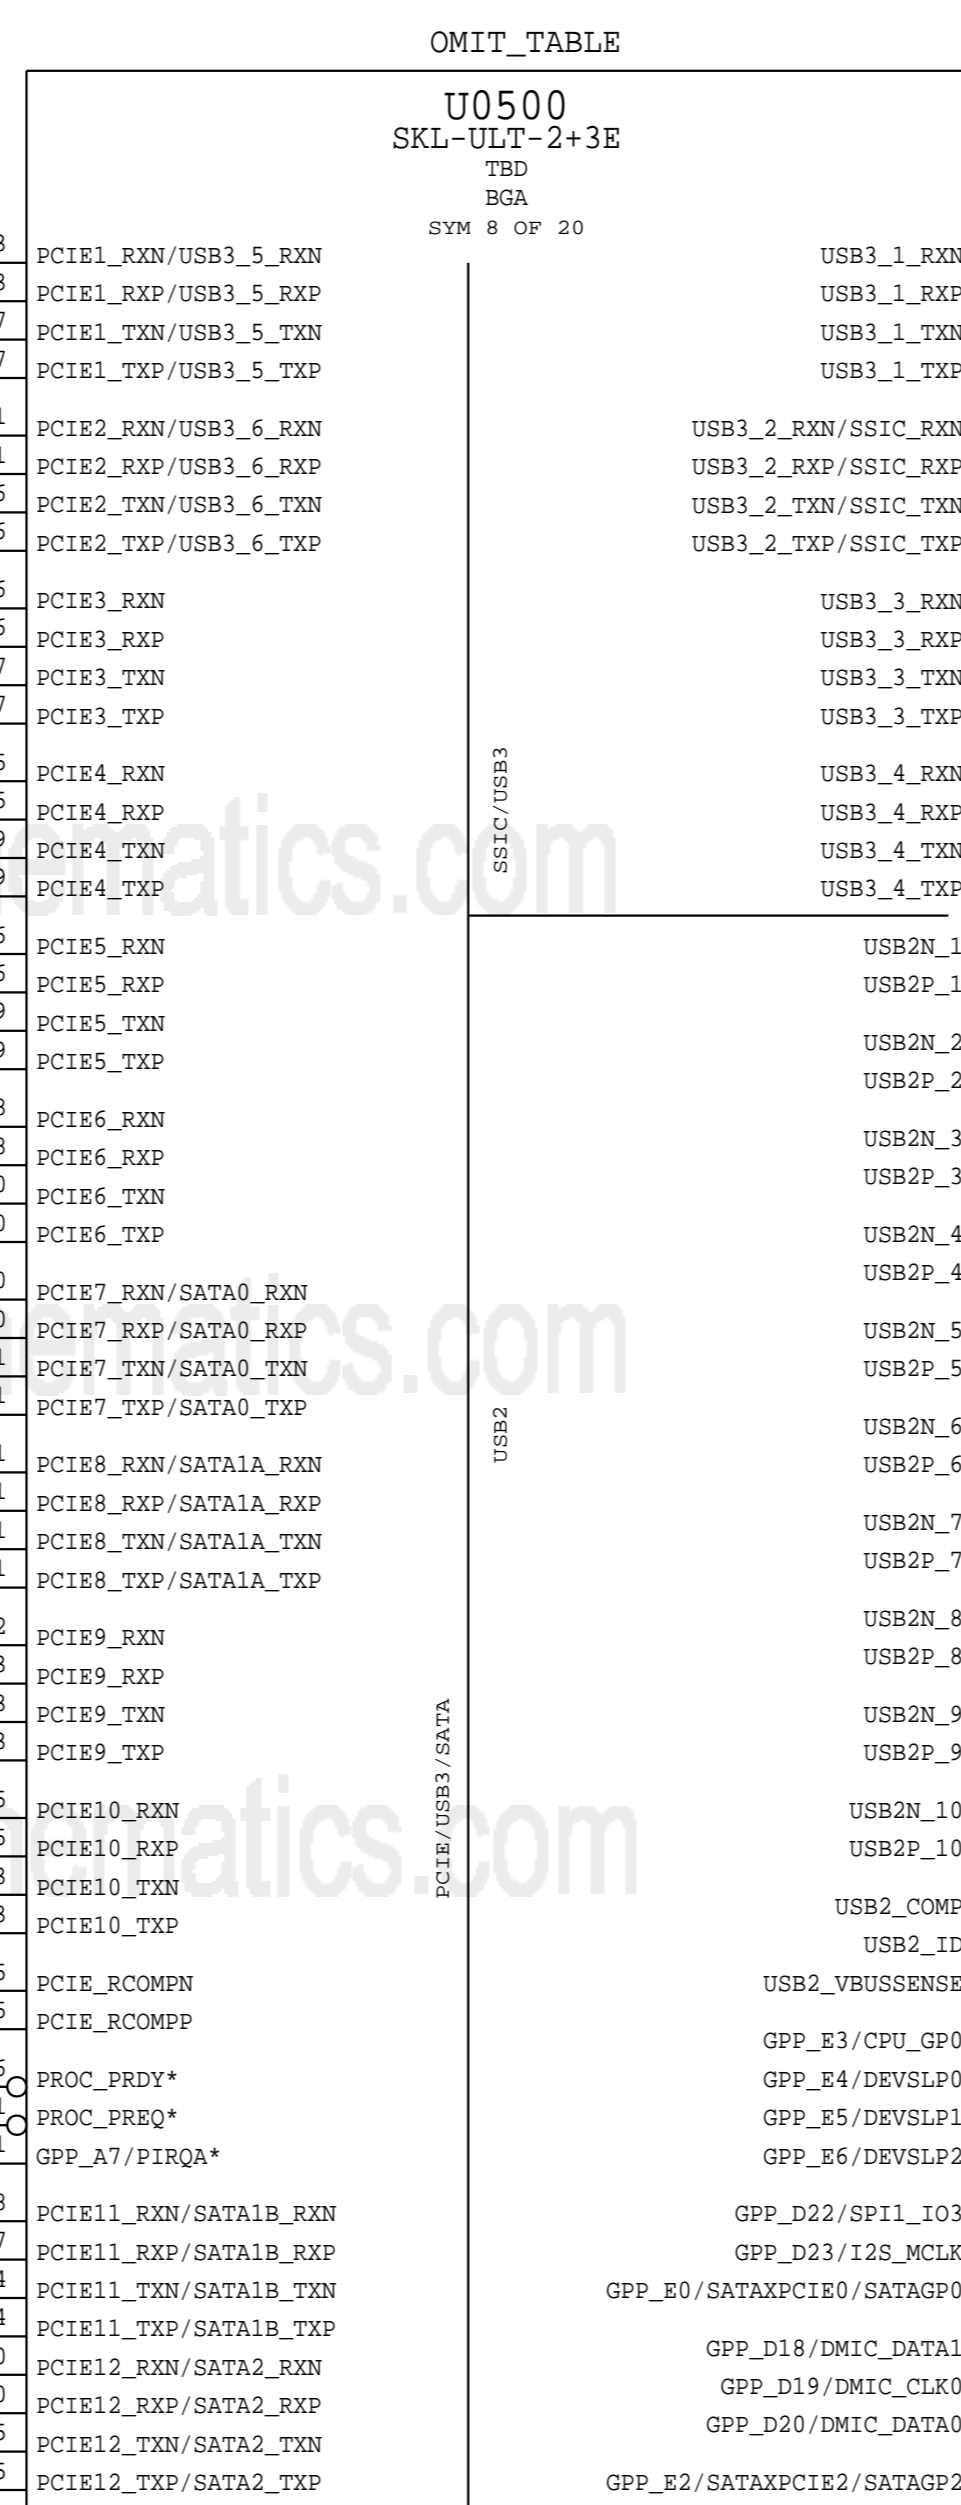 OMIT_TABLE
U0500
SKL-ULT-2+3E
TBD
BGA
SYM 8 OF 20
PCIE1_RXN/USB3_5_RXN
PCIE1_RXP/USB3_5_RXP
PCIE1_TXN/USB3_5_TXN
PCIE1_TXP/USB3_5_TXP
PCIE2_RXN/USB3_6_RXN
PCIE2_RXP/USB3_6_RXP
PCIE2_TXN/USB3_6_TXN
PCIE2_TXP/USB3_6_TXP
PCIE3_RXN
PCIE3_RXP
PCIE3_TXN
PCIE3_TXP
PCIE4_RXN
PCIE4_RXP
PCIE4_TXN
PCIE4_TXP
PCIE5_RXN
PCIE5_RXP
PCIE5_TXN
PCIE5_TXP
PCIE6_RXN
PCIE6_RXP
PCIE6_TXN
PCIE6_TXP
PCIE7_RXN/SATA0_RXN
PCIE7_RXP/SATA0_RXP
PCIE7_TXN/SATA0_TXN
PCIE7_TXP/SATA0_TXP
PCIE8_RXN/SATA1A_RXN
PCIE8_RXP/SATA1A_RXP
PCIE8_TXN/SATA1A_TXN
PCIE8_TXP/SATA1A_TXP
PCIE9_RXN
PCIE9_RXP
PCIE9_TXN
PCIE9_TXP
PCIE10_RXN
PCIE10_RXP
PCIE10_TXN
PCIE10_TXP
PCIE_RCOMPN
PCIE_RCOMPP
PROC_PRDY*
PROC_PREQ*
GPP_A7/PIRQA*
PCIE11_RXN/SATA1B_RXN
PCIE11_RXP/SATA1B_RXP
PCIE11_TXN/SATA1B_TXN
PCIE11_TXP/SATA1B_TXP
PCIE12_RXN/SATA2_RXN
PCIE12_RXP/SATA2_RXP
PCIE12_TXN/SATA2_TXN
PCIE12_TXP/SATA2_TXP
PCIE/USB3/SATA
SSIC/USB3
USB2
USB3_1_RXN
USB3_1_RXP
USB3_1_TXN
USB3_1_TXP
USB3_2_RXN/SSIC_RXN
USB3_2_RXP/SSIC_RXP
USB3_2_TXN/SSIC_TXN
USB3_2_TXP/SSIC_TXP
USB3_3_RXN
USB3_3_RXP
USB3_3_TXN
USB3_3_TXP
USB3_4_RXN
USB3_4_RXP
USB3_4_TXN
USB3_4_TXP
USB2N_1
USB2P_1
USB2N_2
USB2P_2
USB2N_3
USB2P_3
USB2N_4
USB2P_4
USB2N_5
USB2P_5
USB2N_6
USB2P_6
USB2N_7
USB2P_7
USB2N_8
USB2P_8
USB2N_9
USB2P_9
USB2N_10
USB2P_10
USB2_COMP
USB2_ID
USB2_VBUSSENSE
GPP_E3/CPU_GP0
GPP_E4/DEVSLP0
GPP_E5/DEVSLP1
GPP_E6/DEVSLP2
GPP_D22/SPI1_IO3
GPP_D23/I2S_MCLK
GPP_E0/SATAXPCIE0/SATAGP0
GPP_D18/DMIC_DATA1
GPP_D19/DMIC_CLK0
GPP_D20/DMIC_DATA0
GPP_E2/SATAXPCIE2/SATAGP2